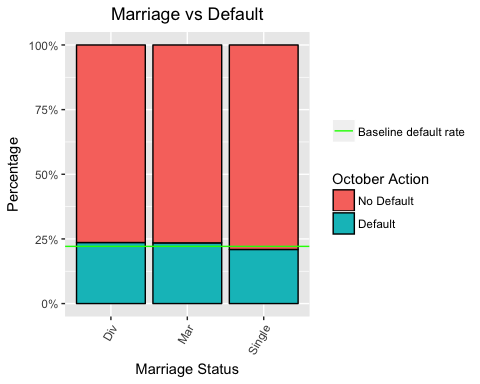 Marriage vs Default
Percentage
100%
75%
50%
25%
0%
Div
Mar
Single
Marriage Status
Baseline default rate
October Action
No Default
Default